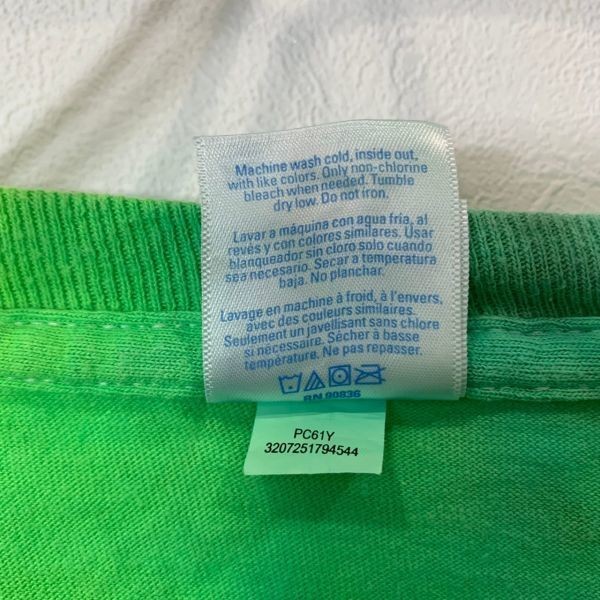 Machine wash cold, inside out,
with like colors. Only non-chlorine
bleach when needed. Tumble
dry low. Do not iron.
Lavar a máquina con agua fria, al
revés y con colores similares. Usar
blanqueador sin cloro solo cuando
sea necesario. Secar a temperatura
baja. No planchar.
Lavage en machine à froid, à l'envers,
avec des couleurs similaires.
Seulement un javellisant sans chlore
si nécessaire. Sécher à basse
température. Ne pas repasser.
RN 90836
PC61Y
3207251794544